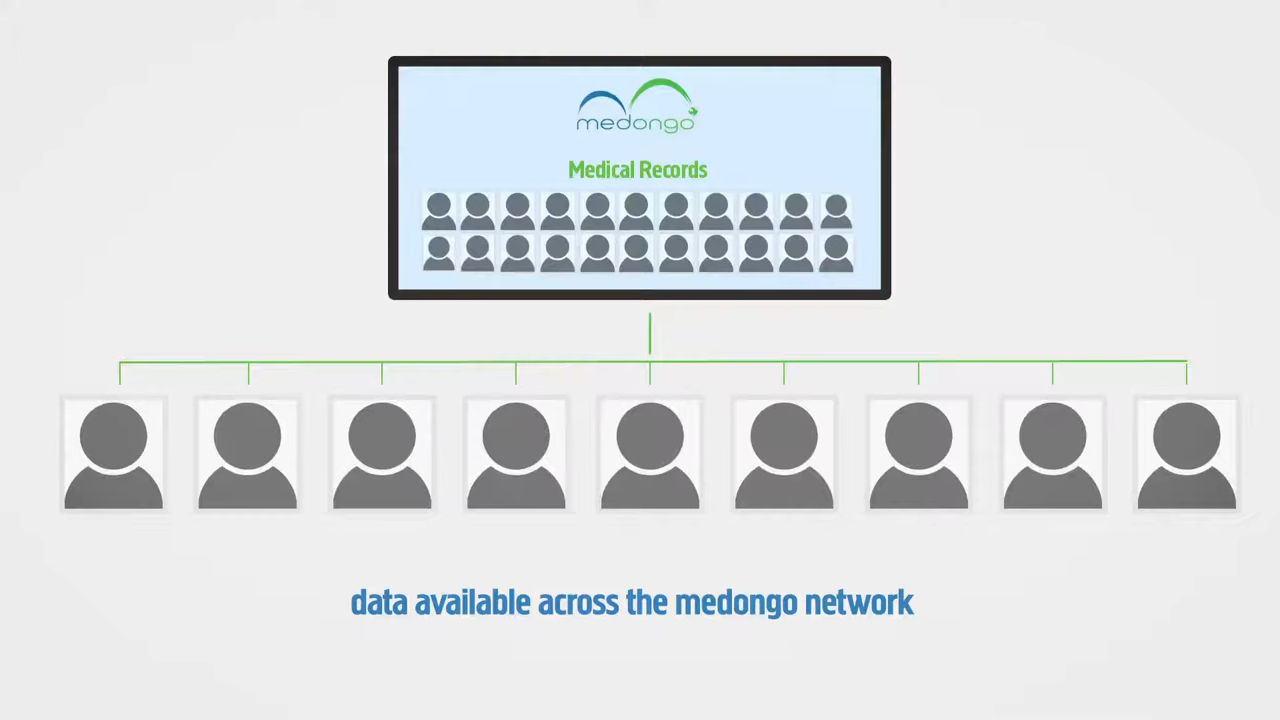 medongo
Medical Records
data available across the medongo network